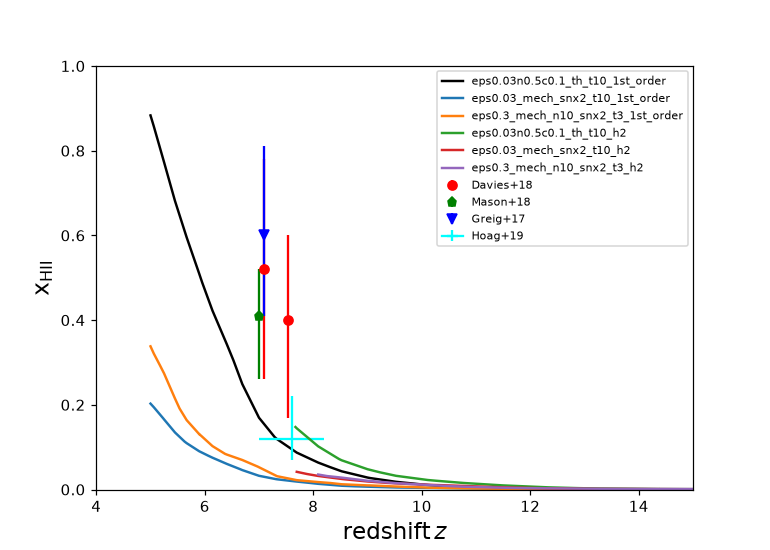 1.0
0.8
0.6
0.4
0.2
0.0
4 6 8 10 12 14
xHII
redshift z
eps0.03n0.5c0.1_th_t10_1st_order
eps0.03_mech_snx2_t10_1st_order
eps0.3_mech_n10_snx2_t3_1st_order
eps0.03n0.5c0.1_th_t10_h2
eps0.03_mech_snx2_t10_h2
eps0.3_mech_n10_snx2_t3_h2
Davies+18
Mason+18
Greig+17
Hoag+19